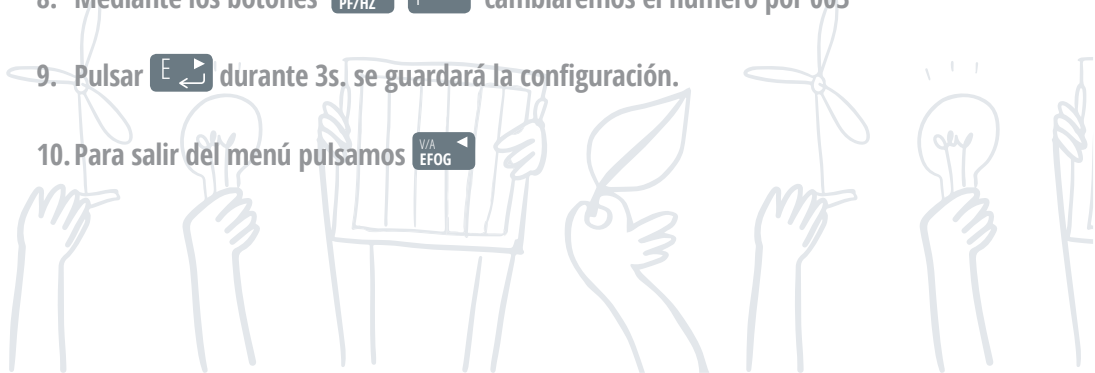 8. Mediante los botones PF/HZ P cambiaremos el número por 003
9. Pulsar E durante 3s. se guardará la configuración.
10. Para salir del menú pulsamos V/A EFOG